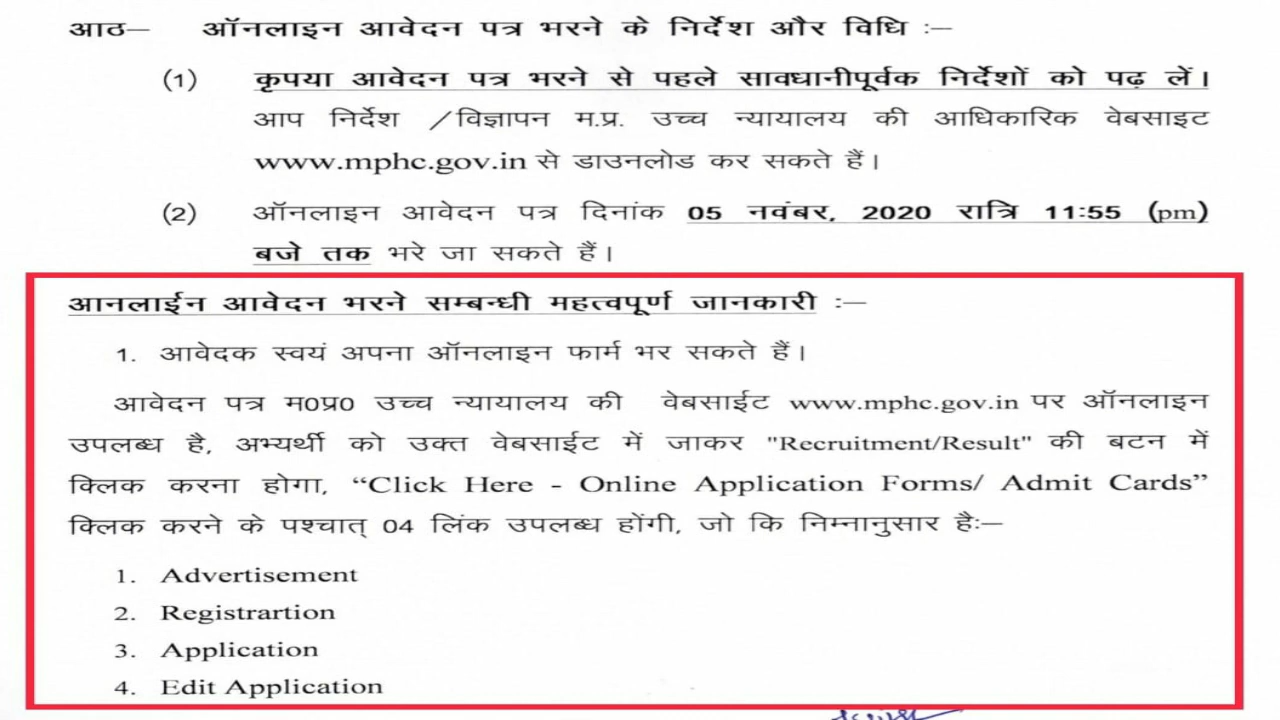 आठ— ऑनलाइन आवेदन पत्र भरने के निर्देश और विधि :—
(1) कृपया आवेदन पत्र भरने से पहले सावधानीपूर्वक निर्देशों को पढ़ लें।
आप निर्देश /विज्ञापन म.प्र. उच्च न्यायालय की आधिकारिक वेबसाइट
www.mphc.gov.in से डाउनलोड कर सकते हैं।
(2) ऑनलाइन आवेदन पत्र दिनांक 05 नवंबर, 2020 रात्रि 11:55 (pm)
बजे तक भरे जा सकते हैं।
आनलाईन आवेदन भरने सम्बन्धी महत्वपूर्ण जानकारी :—
1. आवेदक स्वयं अपना ऑनलाइन फार्म भर सकते हैं।
आवेदन पत्र म0प्र0 उच्च न्यायालय की वेबसाईट www.mphc.gov.in पर ऑनलाइन
उपलब्ध है, अभ्यर्थी को उक्त वेबसाईट में जाकर "Recruitment/Result" की बटन में
क्लिक करना होगा, “Click Here - Online Application Forms/ Admit Cards”
क्लिक करने के पश्चात् 04 लिंक उपलब्ध होंगी, जो कि निम्नानुसार है:—
1. Advertisement
2. Registrartion
3. Application
4. Edit Application